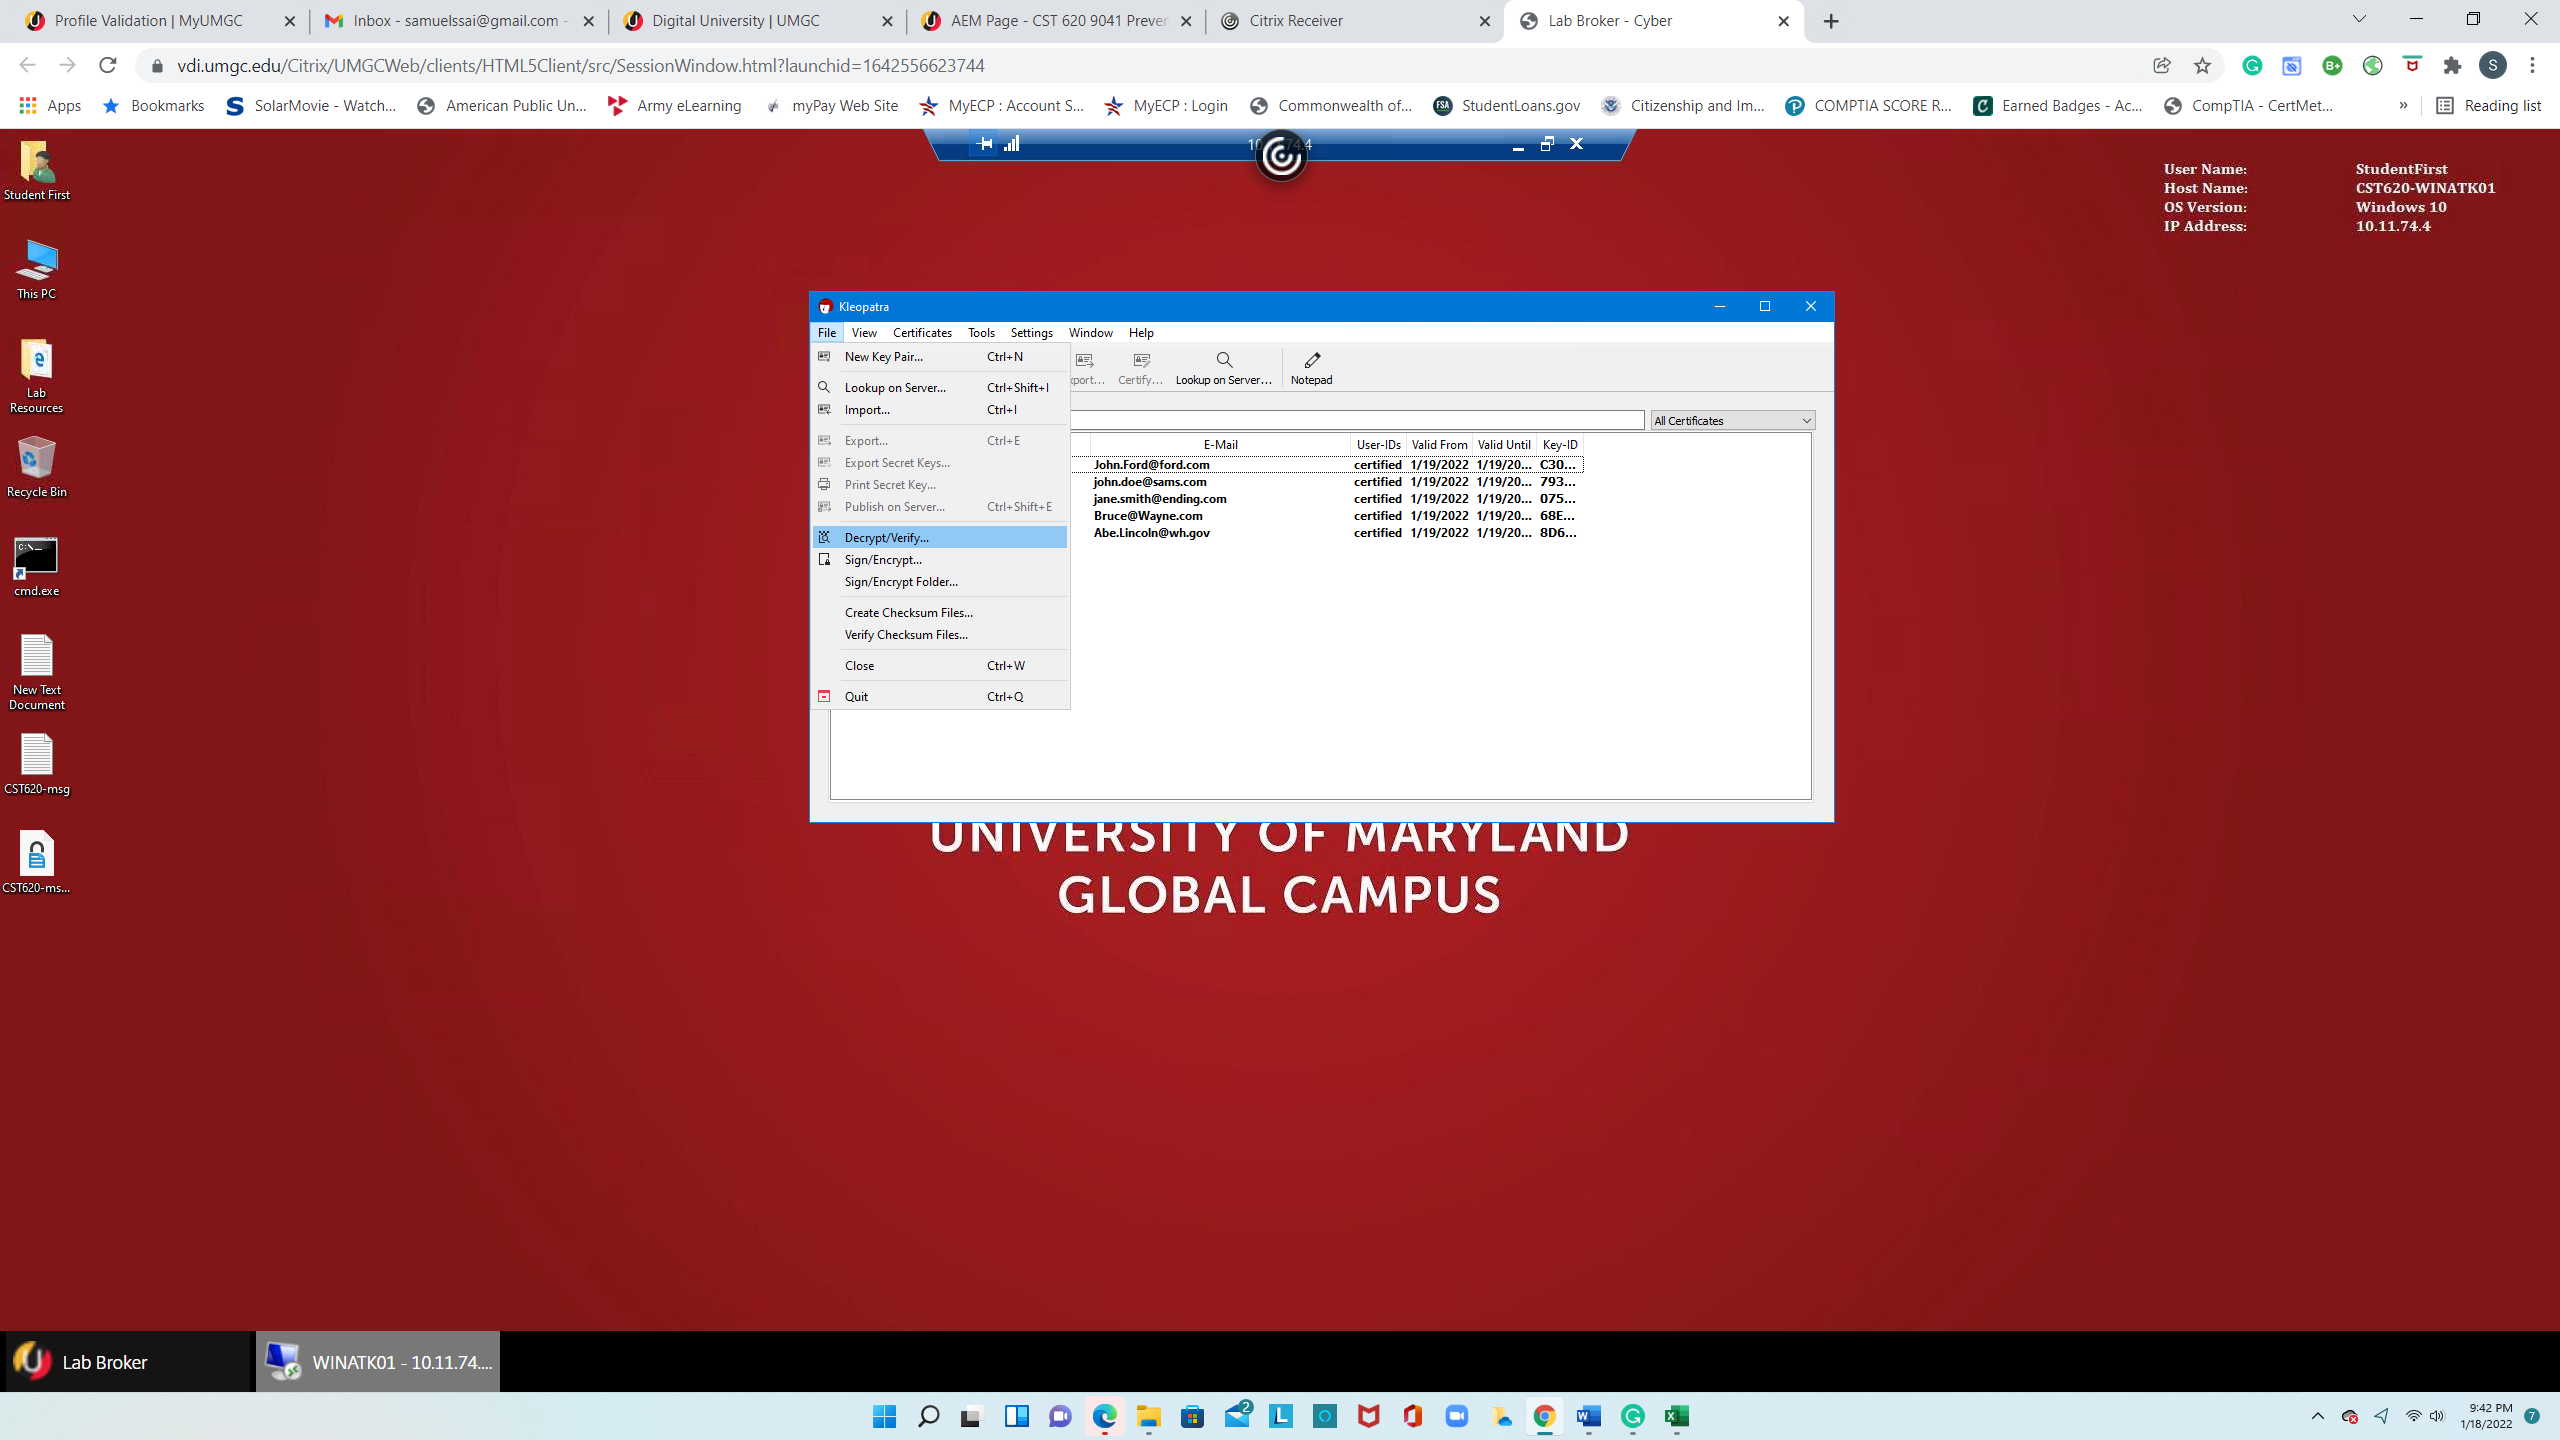 Profile Validation | MyUMGC
Inbox - samuelssai@gmail.com -
Digital University | UMGC
AEM Page - CST 620 9041 Preven
Citrix Receiver
Lab Broker - Cyber
vdi.umgc.edu/Citrix/UMGCWeb/clients/HTML5Client/src/SessionWindow.html?launchid=1642556623744
S
Apps
Bookmarks
SolarMovie - Watch...
American Public Un...
Army eLearning
myPay Web Site
MyECP : Account S...
MyECP : Login
Commonwealth of...
StudentLoans.gov
Citizenship and Im...
COMPTIA SCORE R...
Earned Badges - Ac...
CompTIA - CertMet...
»
Reading list
Student First
This PC
Lab
Resources
Recycle Bin
cmd.exe
New Text
Document
CST620-msg
CST620-ms...
User Name: StudentFirst
Host Name: CST620-WINATK01
OS Version: Windows 10
IP Address: 10.11.74.4
Kleopatra
File View Certificates Tools Settings Window Help
New Key Pair... Ctrl+N
Lookup on Server... Ctrl+Shift+I
Import... Ctrl+I
Export... Ctrl+E
Export Secret Keys...
Print Secret Key...
Publish on Server... Ctrl+Shift+E
Decrypt/Verify...
Sign/Encrypt...
Sign/Encrypt Folder...
Create Checksum Files...
Verify Checksum Files...
Close Ctrl+W
Quit Ctrl+Q
Certify... Lookup on Server... Notepad
All Certificates
E-Mail User-IDs Valid From Valid Until Key-ID
John.Ford@ford.com certified 1/19/2022 1/19/20... C30...
john.doe@sams.com certified 1/19/2022 1/19/20... 793...
jane.smith@ending.com certified 1/19/2022 1/19/20... 075...
Bruce@Wayne.com certified 1/19/2022 1/19/20... 68E...
Abe.Lincoln@wh.gov certified 1/19/2022 1/19/20... 8D6...
UNIVERSITY OF MARYLAND
GLOBAL CAMPUS
Lab Broker
WINATK01 - 10.11.74....
2
9:42 PM
1/18/2022
7